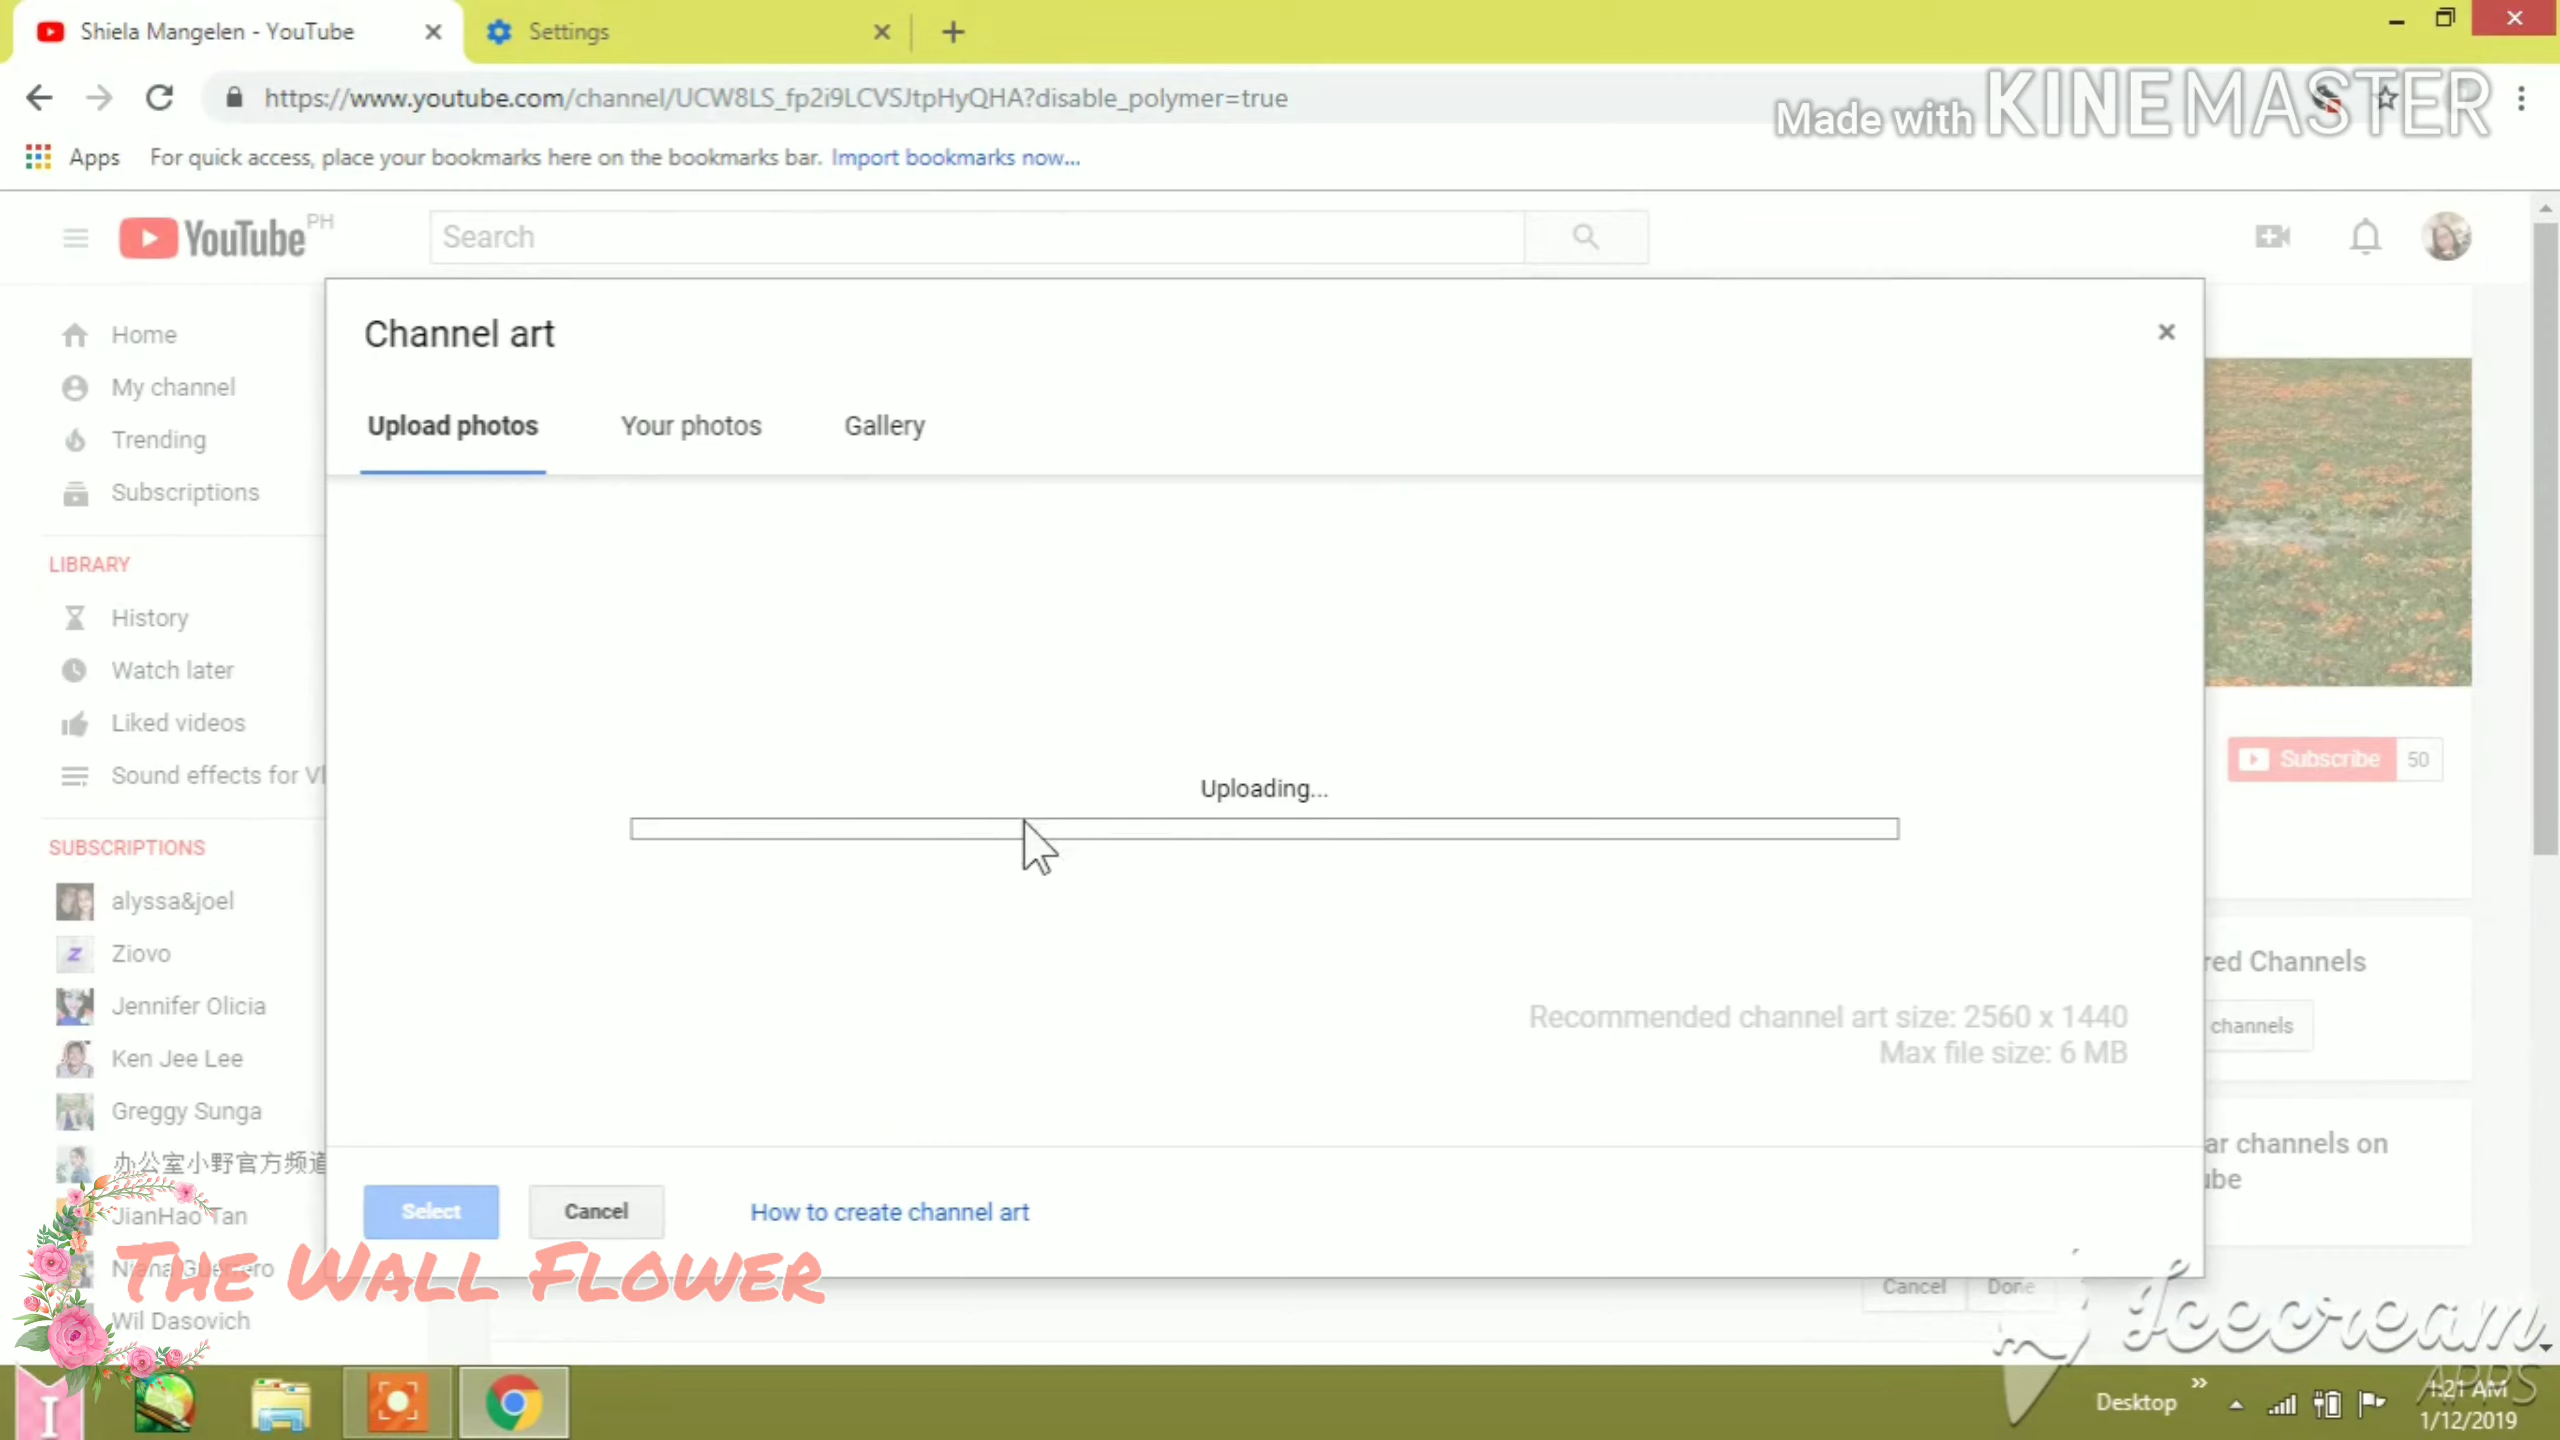 Shiela Mangelen - YouTube
Settings
https://www.youtube.com/channel/UCW8LS_fp2i9LCVSJtpHyQHA?disable_polymer=true
Made with KINEMASTER
Apps
For quick access, place your bookmarks here on the bookmarks bar. Import bookmarks now...
YouTube PH
Search
Channel art
Upload photos
Your photos
Gallery
Home
My channel
Trending
Subscriptions
LIBRARY
History
Watch later
Liked videos
Sound effects for Vl
SUBSCRIPTIONS
alyssa&joel
Ziovo
Jennifer Olicia
Ken Jee Lee
Greggy Sunga
办公室小野官方频道
JianHao Tan
Niana Guerrero
Wil Dasovich
Uploading...
Recommended channel art size: 2560 x 1440
Max file size: 6 MB
Select
Cancel
How to create channel art
Subscribe 50
red Channels
channels
ar channels on
ube
Cancel
Done
THE WALL FLOWER
Icecream
APPS
I
Desktop
1:21 AM
1/12/2019